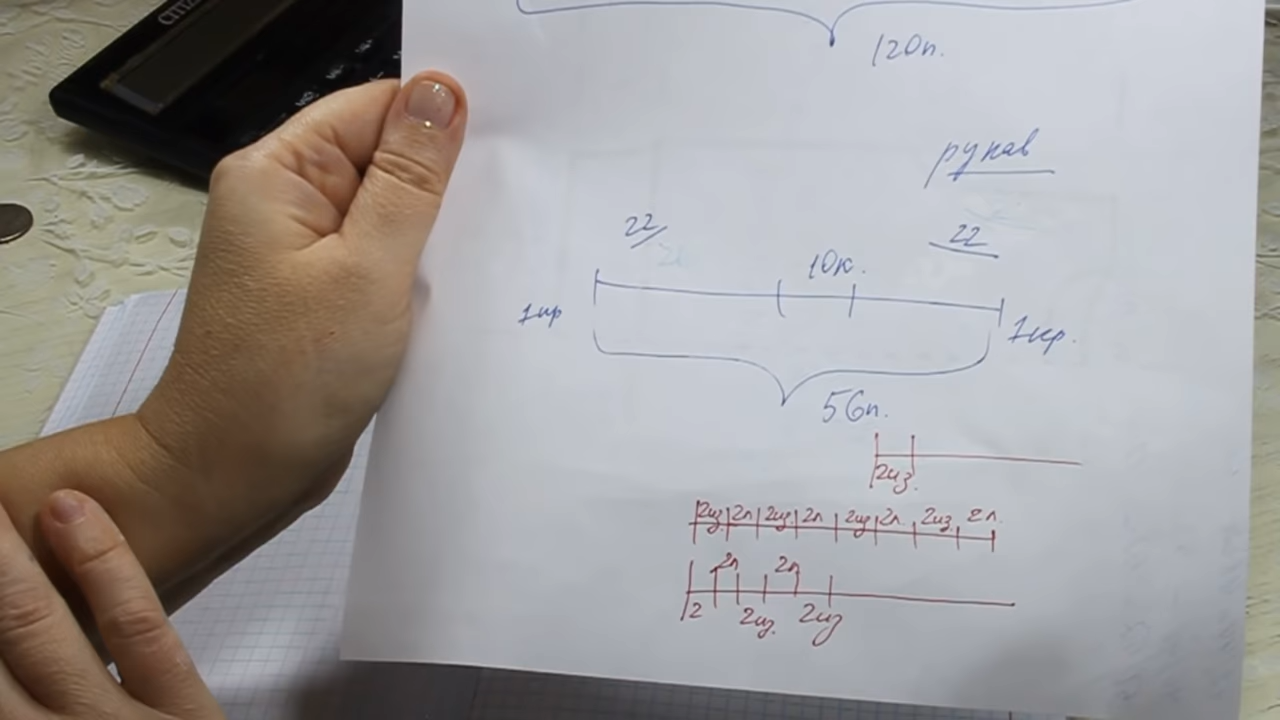 CITIZ
120п.
рукав
22 22
10к.
1кр 1кр.
56п.
2из.
2из 2л 2из 2л 2из 2л. 2из 2л.
2л 2л
2 2из. 2из